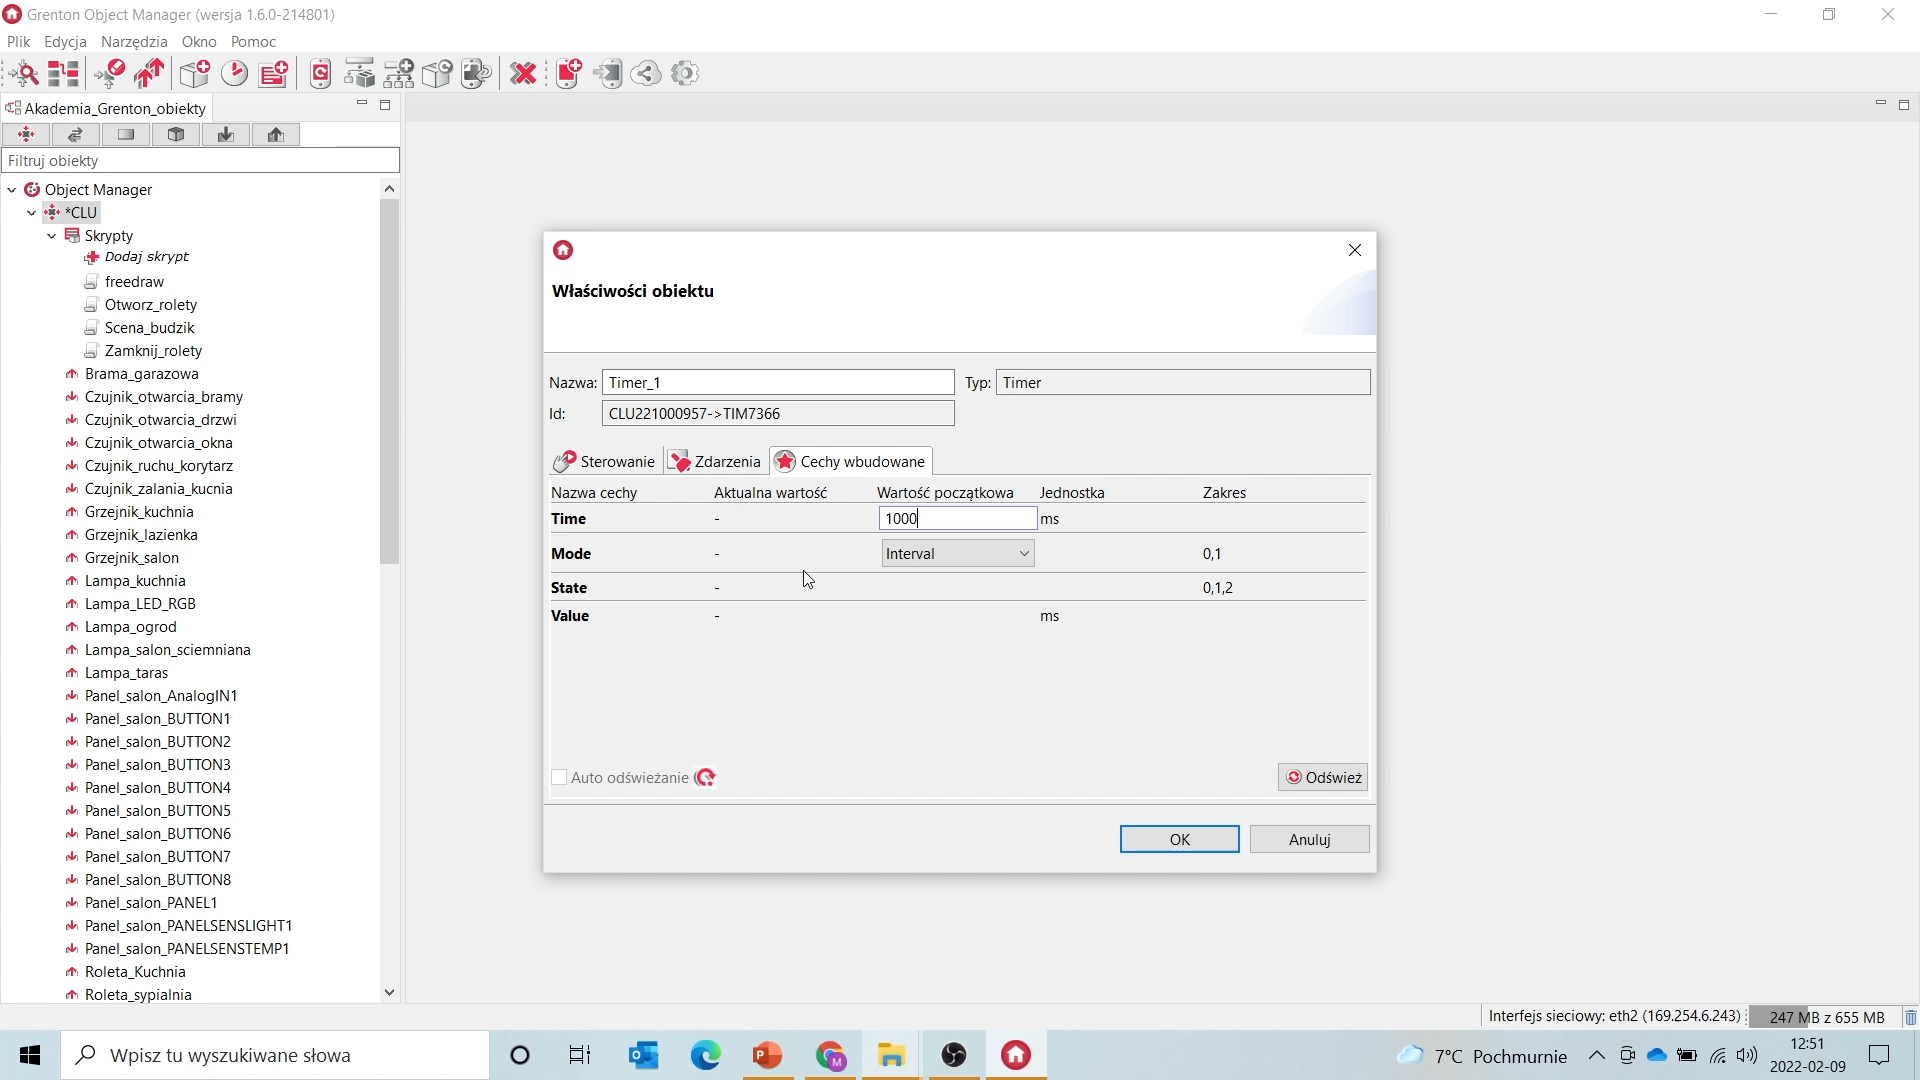 Grenton Object Manager (wersja 1.6.0-214801)
Plik Edycja Narzędzia Okno Pomoc
Akademia_Grenton_obiekty
Filtruj obiekty
Object Manager
*CLU
Skrypty
Dodaj skrypt
freedraw
Otworz_rolety
Scena_budzik
Zamknij_rolety
Brama_garazowa
Czujnik_otwarcia_bramy
Czujnik_otwarcia_drzwi
Czujnik_otwarcia_okna
Czujnik_ruchu_korytarz
Czujnik_zalania_kucnia
Grzejnik_kuchnia
Grzejnik_lazienka
Grzejnik_salon
Lampa_kuchnia
Lampa_LED_RGB
Lampa_ogrod
Lampa_salon_sciemniana
Lampa_taras
Panel_salon_AnalogIN1
Panel_salon_BUTTON1
Panel_salon_BUTTON2
Panel_salon_BUTTON3
Panel_salon_BUTTON4
Panel_salon_BUTTON5
Panel_salon_BUTTON6
Panel_salon_BUTTON7
Panel_salon_BUTTON8
Panel_salon_PANEL1
Panel_salon_PANELSENSLIGHT1
Panel_salon_PANELSENSTEMP1
Roleta_Kuchnia
Roleta_sypialnia
Właściwości obiektu
Nazwa: Timer_1 Typ: Timer
Id: CLU221000957->TIM7366
Sterowanie Zdarzenia Cechy wbudowane
Nazwa cechy Aktualna wartość Wartość początkowa Jednostka Zakres
Time - 1000 ms
Mode - Interval 0,1
State - 0,1,2
Value - ms
Auto odświeżanie Odśwież
OK Anuluj
Interfejs sieciowy: eth2 (169.254.6.243) 247 MB z 655 MB
Wpisz tu wyszukiwane słowa
7°C Pochmurnie
12:51
2022-02-09